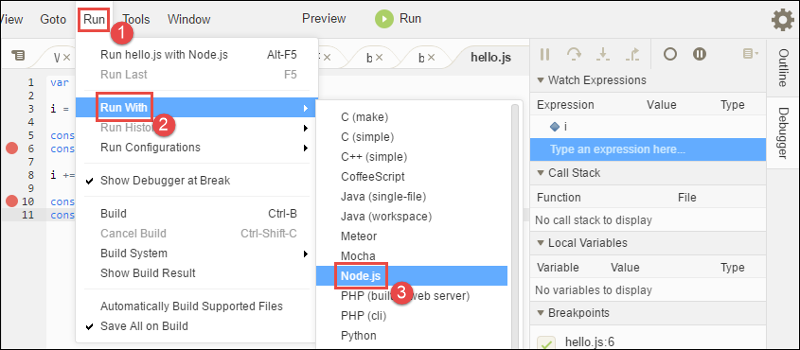 View Goto Run Tools Window Preview Run
1
hello.js
Run hello.js with Node.js Alt-F5
Run Last F5
Run With
2
Run History
Run Configurations
Show Debugger at Break
Build Ctrl-B
Cancel Build Ctrl-Shift-C
Build System
Show Build Result
Automatically Build Supported Files
Save All on Build
C (make)
C (simple)
C++ (simple)
CoffeeScript
Java (single-file)
Java (workspace)
Meteor
Mocha
Node.js
3
PHP (cli)
Python
1 var
2
3 i =
4
5 cons
6 cons
7
8 i +=
9
10 cons
11 cons
Watch Expressions
Expression Value Type
i
Type an expression here...
Call Stack
Function File
No call stack to display
Local Variables
Variable Value Type
No variables to display
Breakpoints
hello.js:6
Outline
Debugger